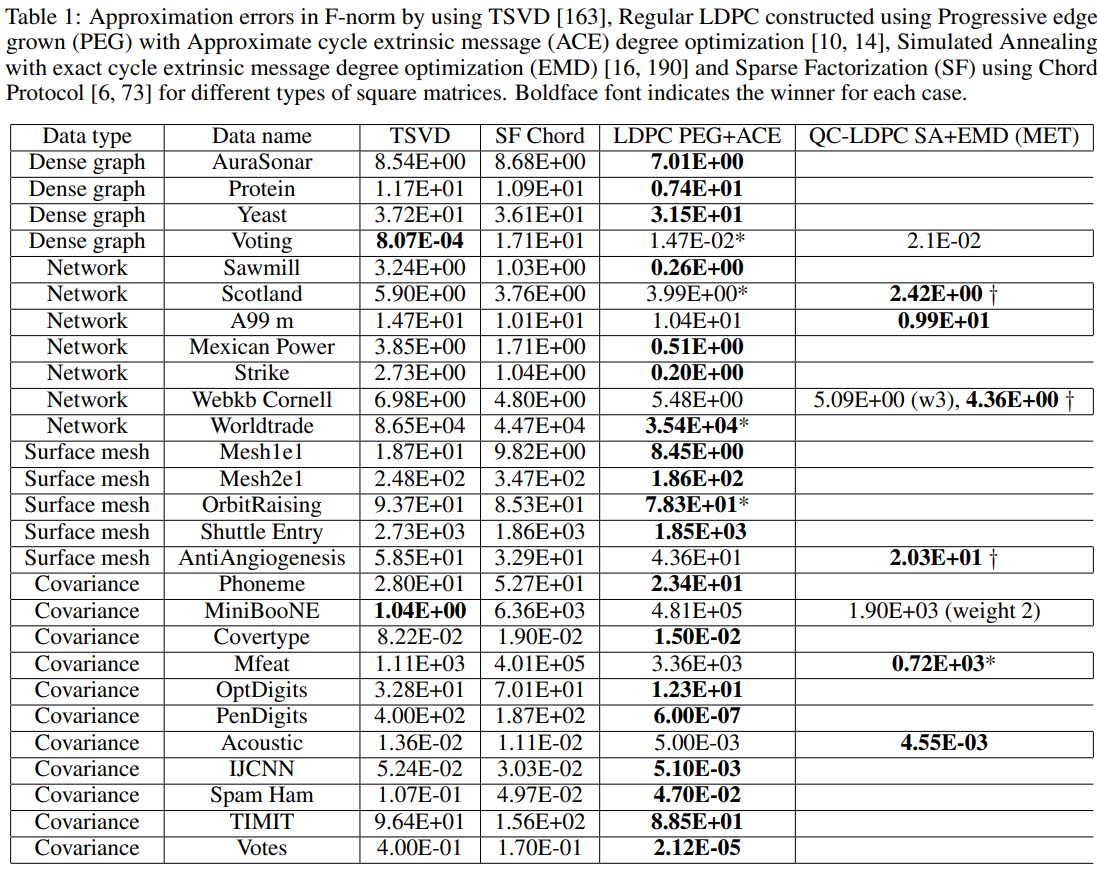 Table 1: Approximation errors in F-norm by using TSVD [163], Regular LDPC constructed using Progressive edge
grown (PEG) with Approximate cycle extrinsic message (ACE) degree optimization [10, 14], Simulated Annealing
with exact cycle extrinsic message degree optimization (EMD) [16, 190] and Sparse Factorization (SF) using Chord
Protocol [6, 73] for different types of square matrices. Boldface font indicates the winner for each case.
Data type Data name TSVD SF Chord LDPC PEG+ACE QC-LDPC SA+EMD (MET)
Dense graph AuraSonar 8.54E+00 8.68E+00 7.01E+00
Dense graph Protein 1.17E+01 1.09E+01 0.74E+01
Dense graph Yeast 3.72E+01 3.61E+01 3.15E+01
Dense graph Voting 8.07E-04 1.71E+01 1.47E-02* 2.1E-02
Network Sawmill 3.24E+00 1.03E+00 0.26E+00
Network Scotland 5.90E+00 3.76E+00 3.99E+00* 2.42E+00 †
Network A99 m 1.47E+01 1.01E+01 1.04E+01 0.99E+01
Network Mexican Power 3.85E+00 1.71E+00 0.51E+00
Network Strike 2.73E+00 1.04E+00 0.20E+00
Network Webkb Cornell 6.98E+00 4.80E+00 5.48E+00 5.09E+00 (w3), 4.36E+00 †
Network Worldtrade 8.65E+04 4.47E+04 3.54E+04*
Surface mesh Mesh1e1 1.87E+01 9.82E+00 8.45E+00
Surface mesh Mesh2e1 2.48E+02 3.47E+02 1.86E+02
Surface mesh OrbitRaising 9.37E+01 8.53E+01 7.83E+01*
Surface mesh Shuttle Entry 2.73E+03 1.86E+03 1.85E+03
Surface mesh AntiAngiogenesis 5.85E+01 3.29E+01 4.36E+01 2.03E+01 †
Covariance Phoneme 2.80E+01 5.27E+01 2.34E+01
Covariance MiniBooNE 1.04E+00 6.36E+03 4.81E+05 1.90E+03 (weight 2)
Covariance Covertype 8.22E-02 1.90E-02 1.50E-02
Covariance Mfeat 1.11E+03 4.01E+05 3.36E+03 0.72E+03*
Covariance OptDigits 3.28E+01 7.01E+01 1.23E+01
Covariance PenDigits 4.00E+02 1.87E+02 6.00E-07
Covariance Acoustic 1.36E-02 1.11E-02 5.00E-03 4.55E-03
Covariance IJCNN 5.24E-02 3.03E-02 5.10E-03
Covariance Spam Ham 1.07E-01 4.97E-02 4.70E-02
Covariance TIMIT 9.64E+01 1.56E+02 8.85E+01
Covariance Votes 4.00E-01 1.70E-01 2.12E-05